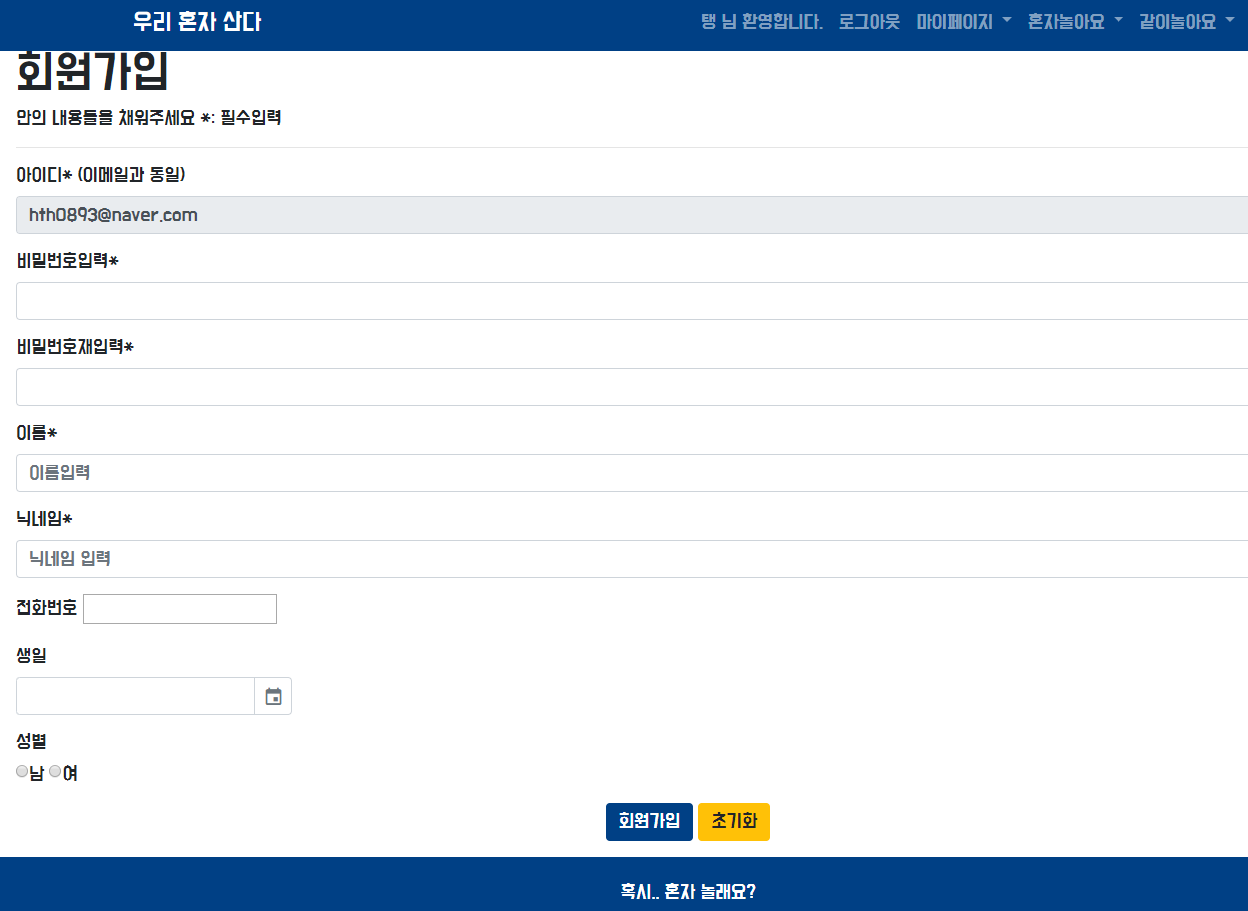 우리 혼자 산다 탱 님 환영합니다. 로그아웃 마이페이지 혼자놀아요 같이놀아요
회원가입
안의 내용들을 채워주세요 *: 필수입력
아이디* (이메일과 동일)
hth0893@naver.com
비밀번호입력*
비밀번호재입력*
이름*
이름입력
닉네임*
닉네임 입력
전화번호
생일
성별
남 여
회원가입 초기화
혹시.. 혼자 놀래요?